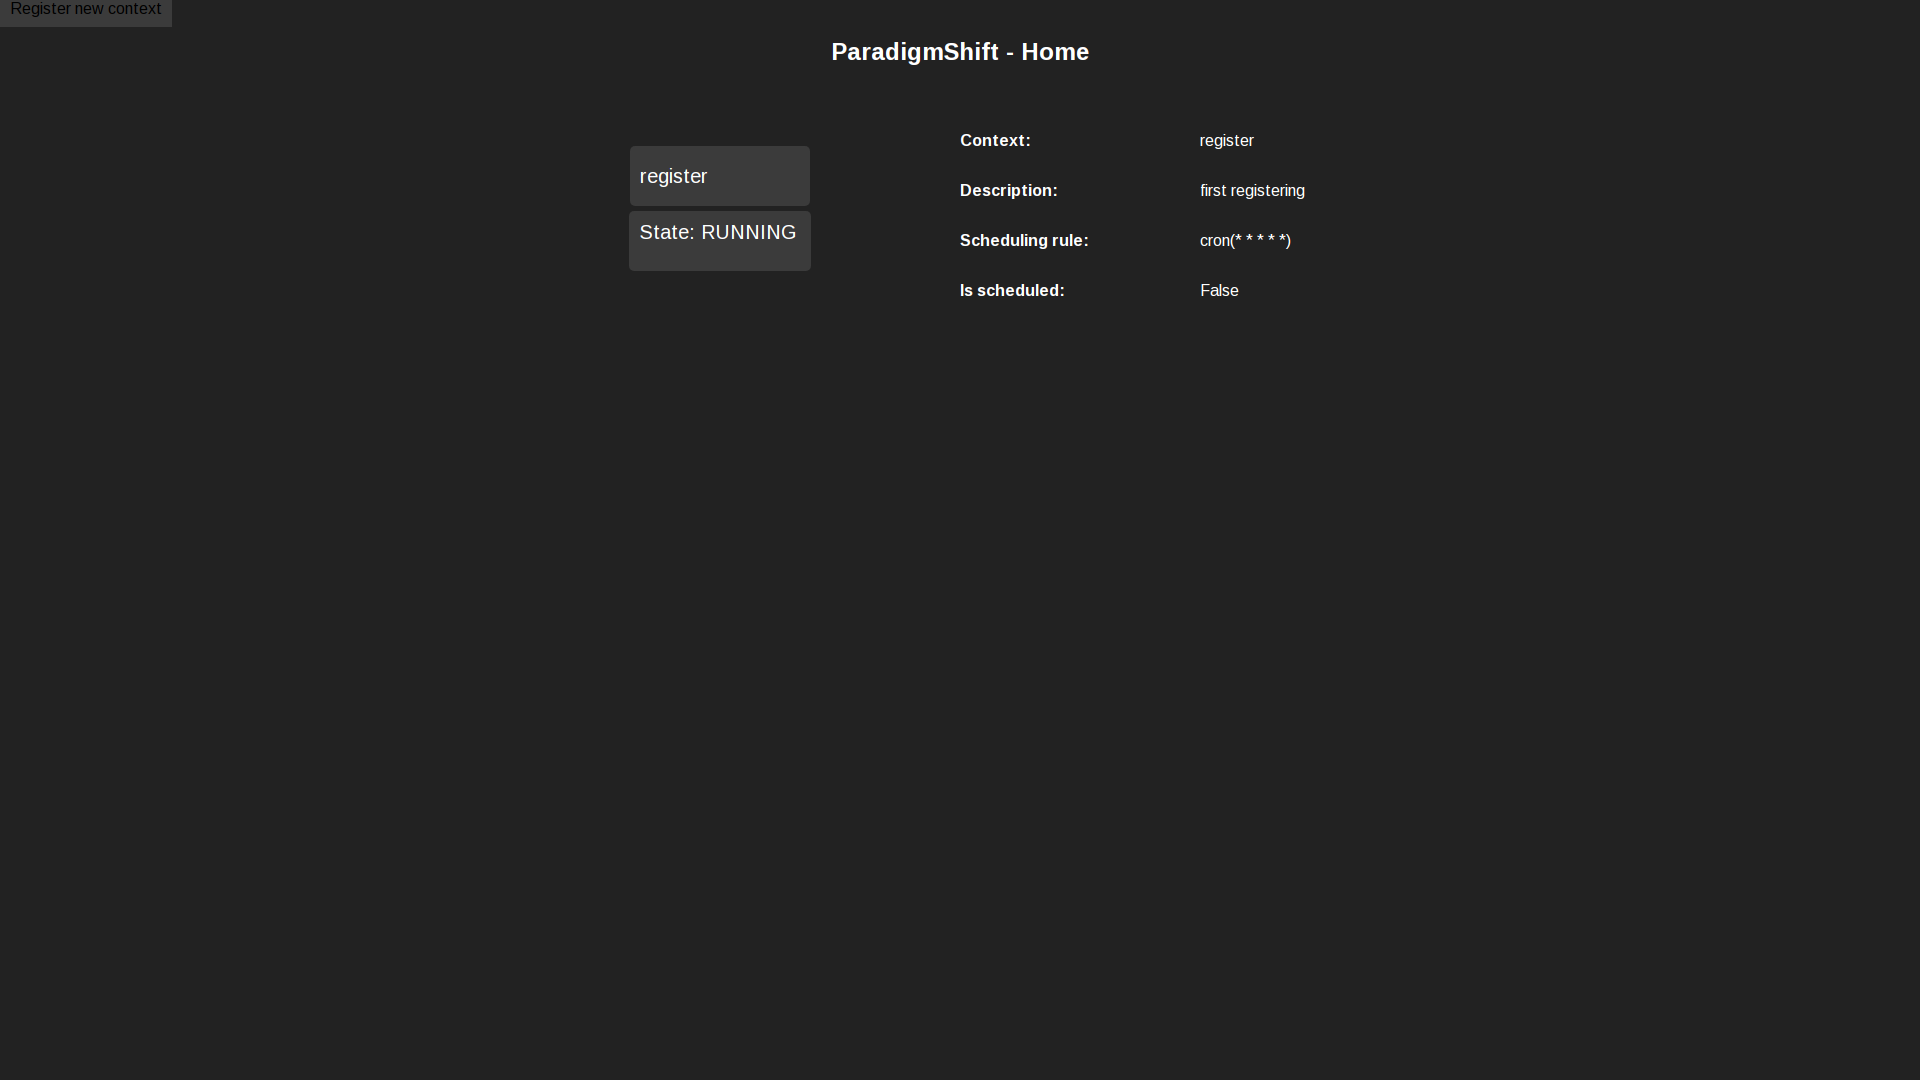 Register new context
ParadigmShift - Home
register
State: RUNNING
Context: register
Description: first registering
Scheduling rule: cron(* * * * *)
Is scheduled: False